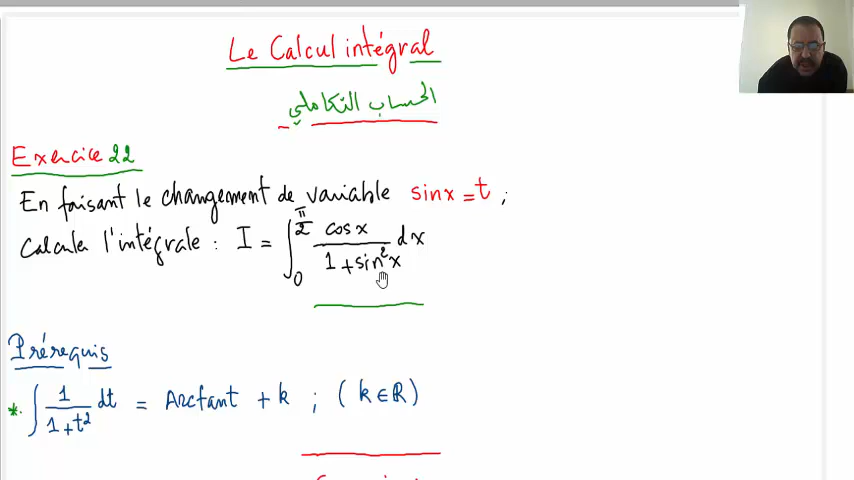 Le Calcul intégral
الحساب التكاملي
Exercice 22
En faisant le changement de variable sinx = t ;
Calculer l'intégrale : I = ∫₀^(π/2) cosx / (1 + sin²x) dx
Prérequis
* ∫ 1/(1+t²) dt = Arctant + k ; (k ∈ ℝ)